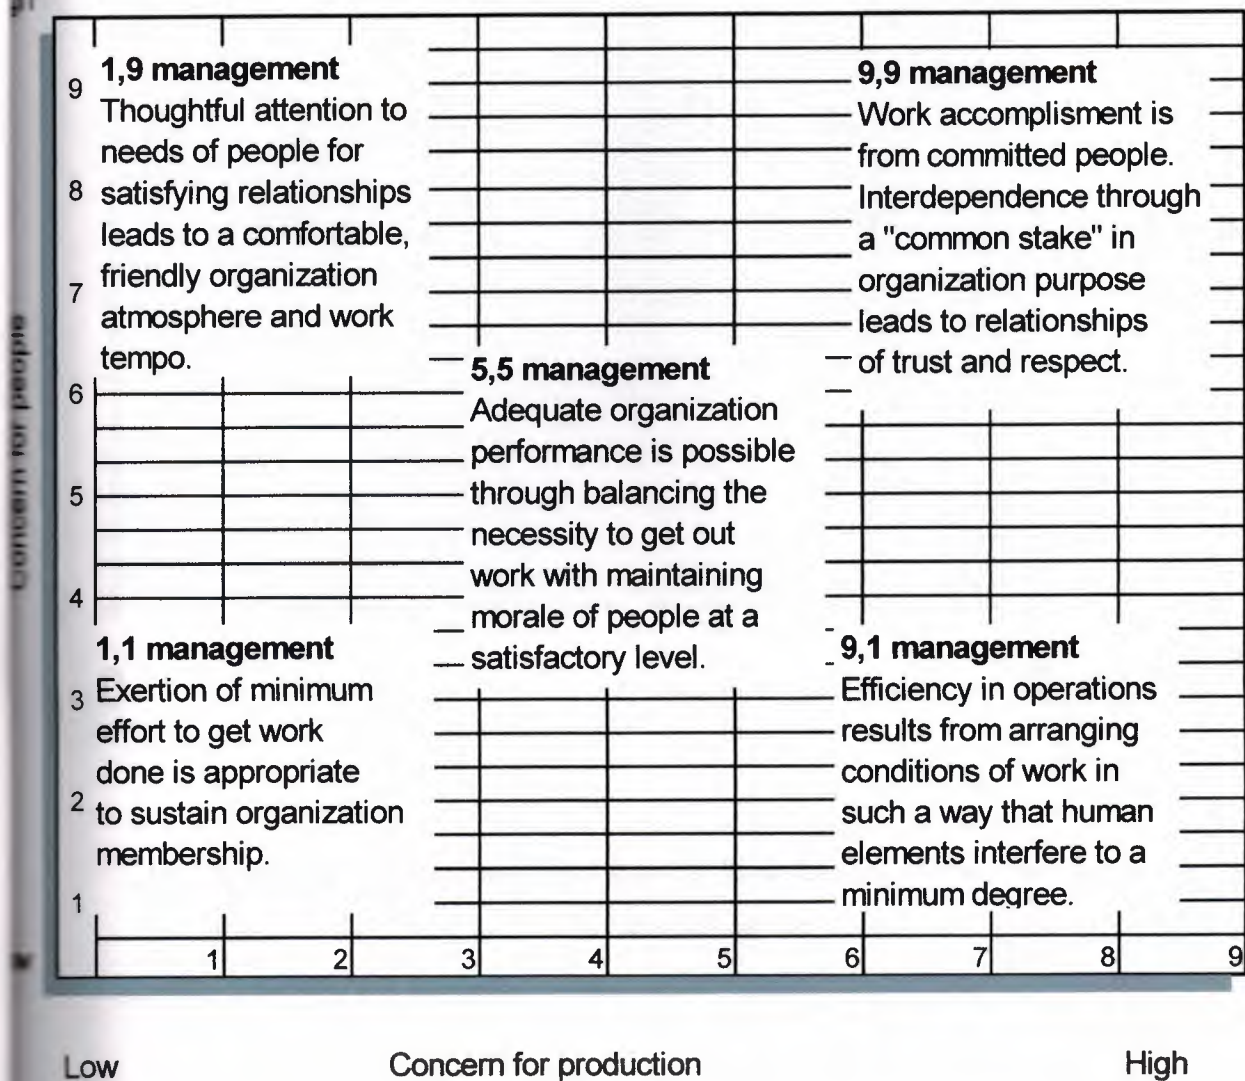 1,9 management
Thoughtful attention to
needs of people for
satisfying relationships
leads to a comfortable,
friendly organization
atmosphere and work
tempo.
9,9 management
Work accomplisment is
from committed people.
Interdependence through
a "common stake" in
organization purpose
leads to relationships
of trust and respect.
5,5 management
Adequate organization
performance is possible
through balancing the
necessity to get out
work with maintaining
morale of people at a
satisfactory level.
1,1 management
Exertion of minimum
effort to get work
done is appropriate
to sustain organization
membership.
9,1 management
Efficiency in operations
results from arranging
conditions of work in
such a way that human
elements interfere to a
minimum degree.
9
8
7
6
5
4
3
2
1
Concern for people
1 2 3 4 5 6 7 8 9
Low Concern for production High